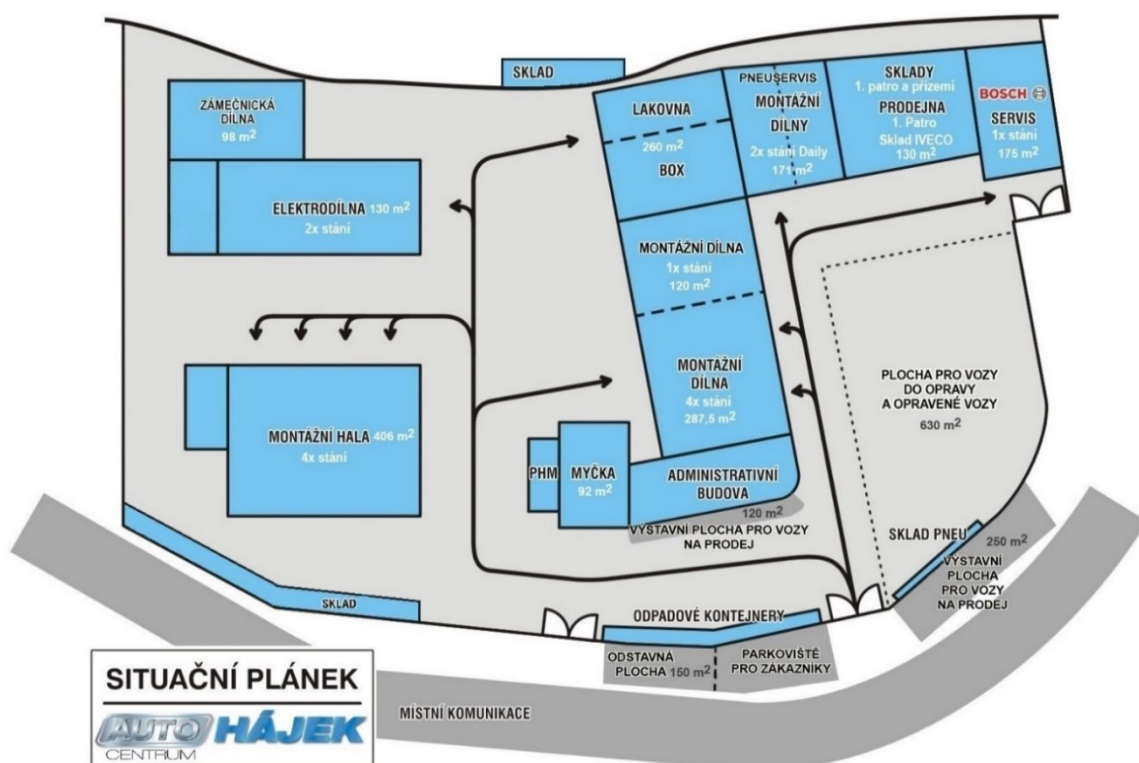 SKLAD
ZÁMEČNICKÁ
DÍLNA
98 m²
ELEKTRODÍLNA 130 m²
2x stání
LAKOVNA
260 m²
BOX
PNEUSERVIS
MONTÁŽNÍ
DÍLNY
2x stání Daily
171 m²
SKLADY
1. patro a přízemí
PRODEJNA
1. Patro
Sklad IVECO
130 m²
BOSCH
SERVIS
1x stání
175 m²
MONTÁŽNÍ DÍLNA
1x stání
120 m²
MONTÁŽNÍ
DÍLNA
4x stání
287,5 m²
PLOCHA PRO VOZY
DO OPRAVY
A OPRAVENÉ VOZY
630 m²
MONTÁŽNÍ HALA 406 m²
4x stání
PHM
MYČKA
92 m²
ADMINISTRATIVNÍ
BUDOVA
120 m²
VÝSTAVNÍ PLOCHA PRO VOZY
NA PRODEJ
SKLAD PNEU
250 m²
VÝSTAVNÍ
PLOCHA
PRO VOZY
NA PRODEJ
SKLAD
ODPADOVÉ KONTEJNERY
ODSTAVNÁ
PLOCHA 150 m²
PARKOVIŠTĚ
PRO ZÁKAZNÍKY
MÍSTNÍ KOMUNIKACE
SITUAČNÍ PLÁNEK
AUTO HÁJEK
CENTRUM